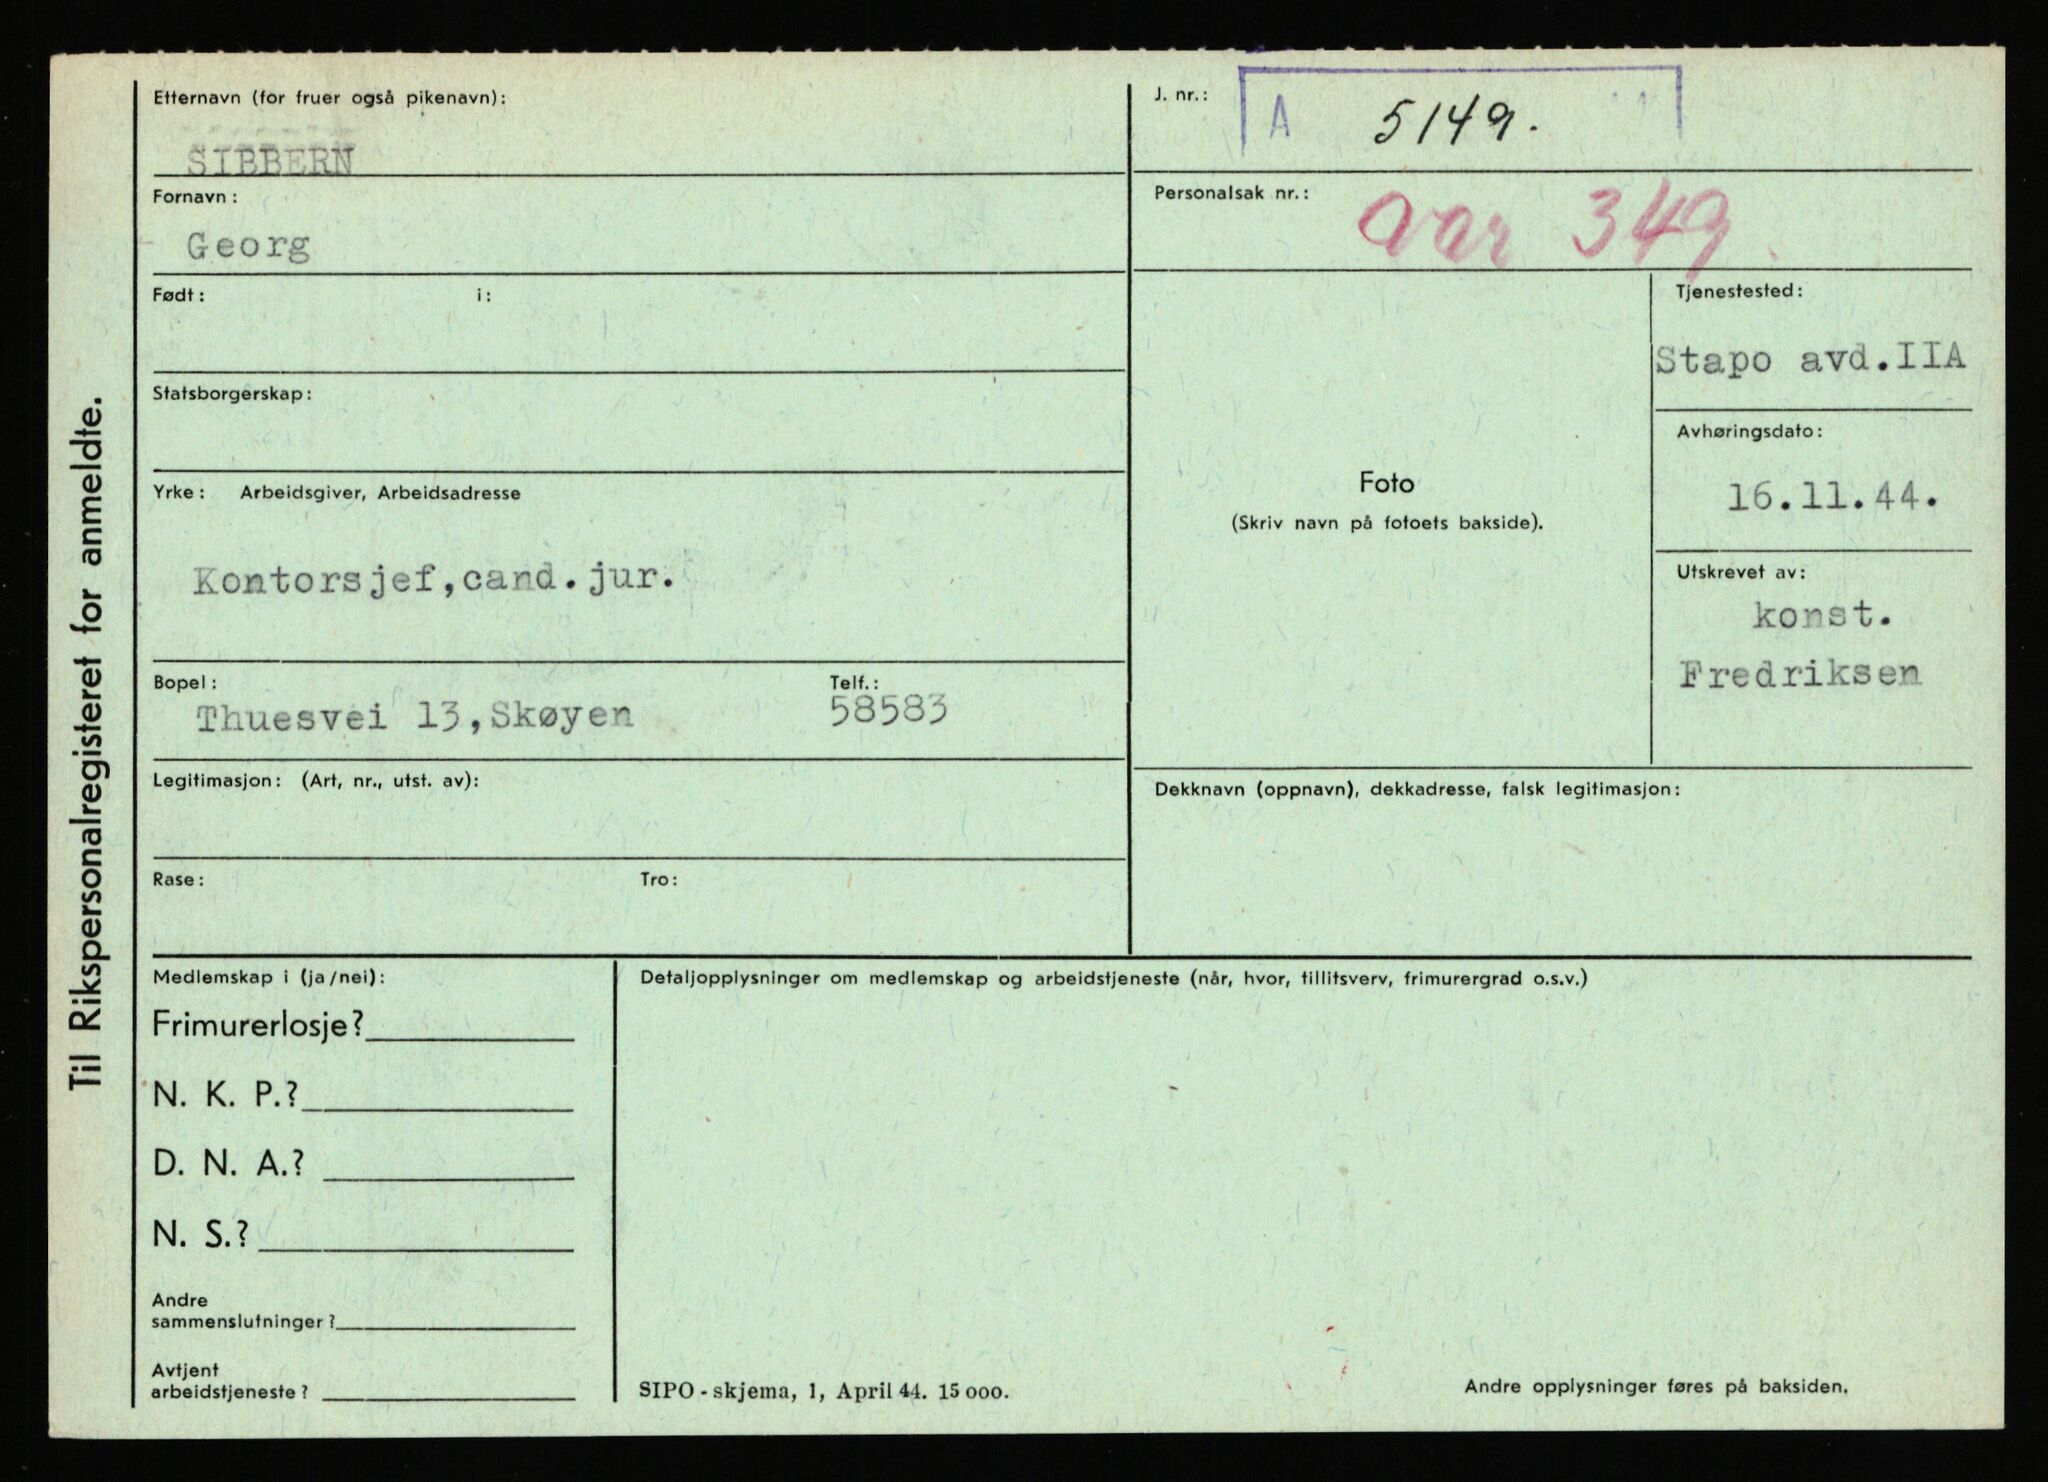 Til Rikspersonalregisteret for anmeldte.
Etternavn (for fruer også pikenavn):
SIBBERN
Fornavn:
Georg
Født: i:
Statsborgerskap:
Yrke: Arbeidsgiver, Arbeidsadresse
Kontorsjef,cand.jur.
Bopel: Telf.:
Thuesvei 13,Skøyen 58583
Legitimasjon: (Art, nr., utst. av):
Rase: Tro:
J. nr.: A 5149.
Personalsak nr.: aar 349.
Foto
(Skriv navn på fotoets bakside).
Tjenestested:
Stapo avd.IIA
Avhøringsdato:
16.11.44.
Utskrevet av:
konst.
Fredriksen
Dekknavn (oppnavn), dekkadresse, falsk legitimasjon:
Medlemskap i (ja/nei):
Frimurerlosje?
N. K. P.?
D. N. A.?
N. S.?
Andre
sammenslutninger?
Avtjent
arbeidstjeneste?
Detaljopplysninger om medlemskap og arbeidstjeneste (når, hvor, tillitsverv, frimurergrad o.s.v.)
SIPO - skjema, 1, April 44. 15 000.
Andre opplysninger føres på baksiden.